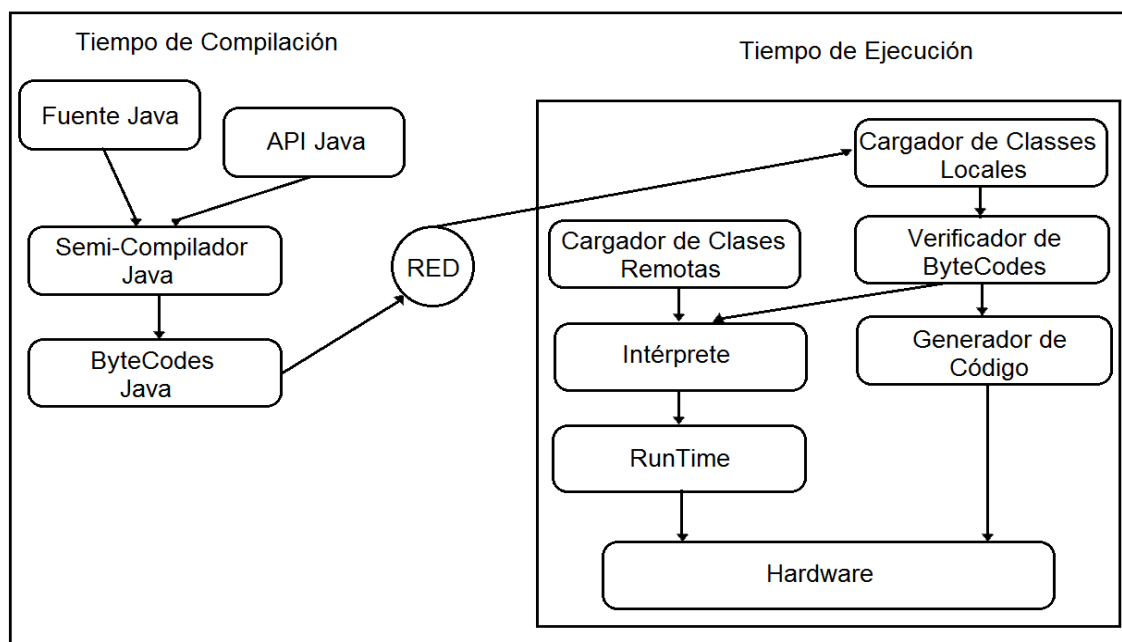 Tiempo de Compilación
Tiempo de Ejecución
Fuente Java
API Java
Semi-Compilador
Java
ByteCodes
Java
RED
Cargador de Classes
Locales
Cargador de Clases
Remotas
Verificador de
ByteCodes
Intérprete
Generador de
Código
RunTime
Hardware